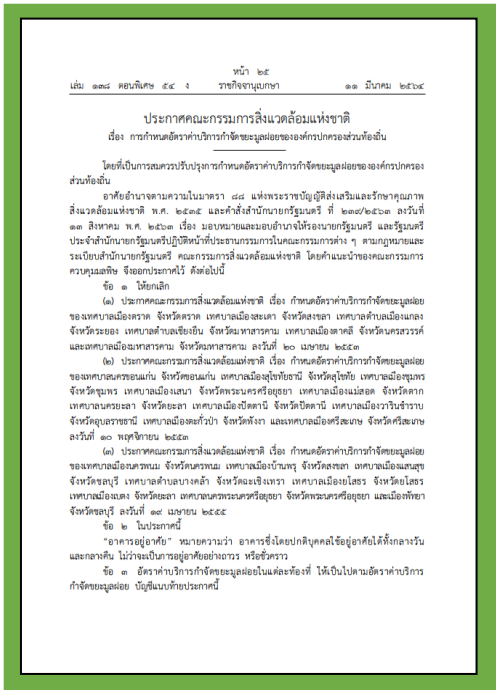 หน้า ๒๕
เล่ม ๑๓๘ ตอนพิเศษ ๕๔ ง ราชกิจจานุเบกษา ๑๑ มีนาคม ๒๕๖๔
ประกาศคณะกรรมการสิ่งแวดล้อมแห่งชาติ
เรื่อง การกำหนดอัตราค่าบริการกำจัดขยะมูลฝอยขององค์กรปกครองส่วนท้องถิ่น
โดยที่เป็นการสมควรปรับปรุงการกำหนดอัตราค่าบริการกำจัดขยะมูลฝอยขององค์กรปกครอง
ส่วนท้องถิ่น
อาศัยอำนาจตามความในมาตรา ๘๘ แห่งพระราชบัญญัติส่งเสริมและรักษาคุณภาพ
สิ่งแวดล้อมแห่งชาติ พ.ศ. ๒๕๓๕ และคำสั่งสำนักนายกรัฐมนตรี ที่ ๒๓๙/๒๕๖๓ ลงวันที่
๑๓ สิงหาคม พ.ศ. ๒๕๖๓ เรื่อง มอบหมายและมอบอำนาจให้รองนายกรัฐมนตรี และรัฐมนตรี
ประจำสำนักนายกรัฐมนตรีปฏิบัติหน้าที่ประธานกรรมการในคณะกรรมการต่าง ๆ ตามกฎหมายและ
ระเบียบสำนักนายกรัฐมนตรี คณะกรรมการสิ่งแวดล้อมแห่งชาติ โดยคำแนะนำของคณะกรรมการ
ควบคุมมลพิษ จึงออกประกาศไว้ ดังต่อไปนี้
ข้อ ๑ ให้ยกเลิก
(๑) ประกาศคณะกรรมการสิ่งแวดล้อมแห่งชาติ เรื่อง กำหนดอัตราค่าบริการกำจัดขยะมูลฝอย
ของเทศบาลเมืองตราด จังหวัดตราด เทศบาลเมืองสะเดา จังหวัดสงขลา เทศบาลตำบลเมืองแกลง
จังหวัดระยอง เทศบาลตำบลเชียงยืน จังหวัดมหาสารคาม เทศบาลเมืองตาคลี จังหวัดนครสวรรค์
และเทศบาลเมืองมหาสารคาม จังหวัดมหาสารคาม ลงวันที่ ๒๐ เมษายน ๒๕๕๓
(๒) ประกาศคณะกรรมการสิ่งแวดล้อมแห่งชาติ เรื่อง กำหนดอัตราค่าบริการกำจัดขยะมูลฝอย
ของเทศบาลนครขอนแก่น จังหวัดขอนแก่น เทศบาลเมืองสุโขทัยธานี จังหวัดสุโขทัย เทศบาลเมืองชุมพร
จังหวัดชุมพร เทศบาลเมืองเสนา จังหวัดพระนครศรีอยุธยา เทศบาลเมืองแม่สอด จังหวัดตาก
เทศบาลนครยะลา จังหวัดยะลา เทศบาลเมืองปัตตานี จังหวัดปัตตานี เทศบาลเมืองวารินชำราบ
จังหวัดอุบลราชธานี เทศบาลเมืองตะกั่วป่า จังหวัดพังงา และเทศบาลเมืองศรีสะเกษ จังหวัดศรีสะเกษ
ลงวันที่ ๑๐ พฤศจิกายน ๒๕๕๓
(๓) ประกาศคณะกรรมการสิ่งแวดล้อมแห่งชาติ เรื่อง กำหนดอัตราค่าบริการกำจัดขยะมูลฝอย
ของเทศบาลเมืองนครพนม จังหวัดนครพนม เทศบาลเมืองบ้านพรุ จังหวัดสงขลา เทศบาลเมืองแสนสุข
จังหวัดชลบุรี เทศบาลตำบลบางคล้า จังหวัดฉะเชิงเทรา เทศบาลเมืองยโสธร จังหวัดยโสธร
เทศบาลเมืองเบตง จังหวัดยะลา เทศบาลนครพระนครศรีอยุธยา จังหวัดพระนครศรีอยุธยา และเมืองพัทยา
จังหวัดชลบุรี ลงวันที่ ๑๙ เมษายน ๒๕๕๕
ข้อ ๒ ในประกาศนี้
“อาคารอยู่อาศัย” หมายความว่า อาคารซึ่งโดยปกติบุคคลใช้อยู่อาศัยได้ทั้งกลางวัน
และกลางคืน ไม่ว่าจะเป็นการอยู่อาศัยอย่างถาวร หรือชั่วคราว
ข้อ ๓ อัตราค่าบริการกำจัดขยะมูลฝอยในแต่ละท้องที่ ให้เป็นไปตามอัตราค่าบริการ
กำจัดขยะมูลฝอย บัญชีแนบท้ายประกาศนี้